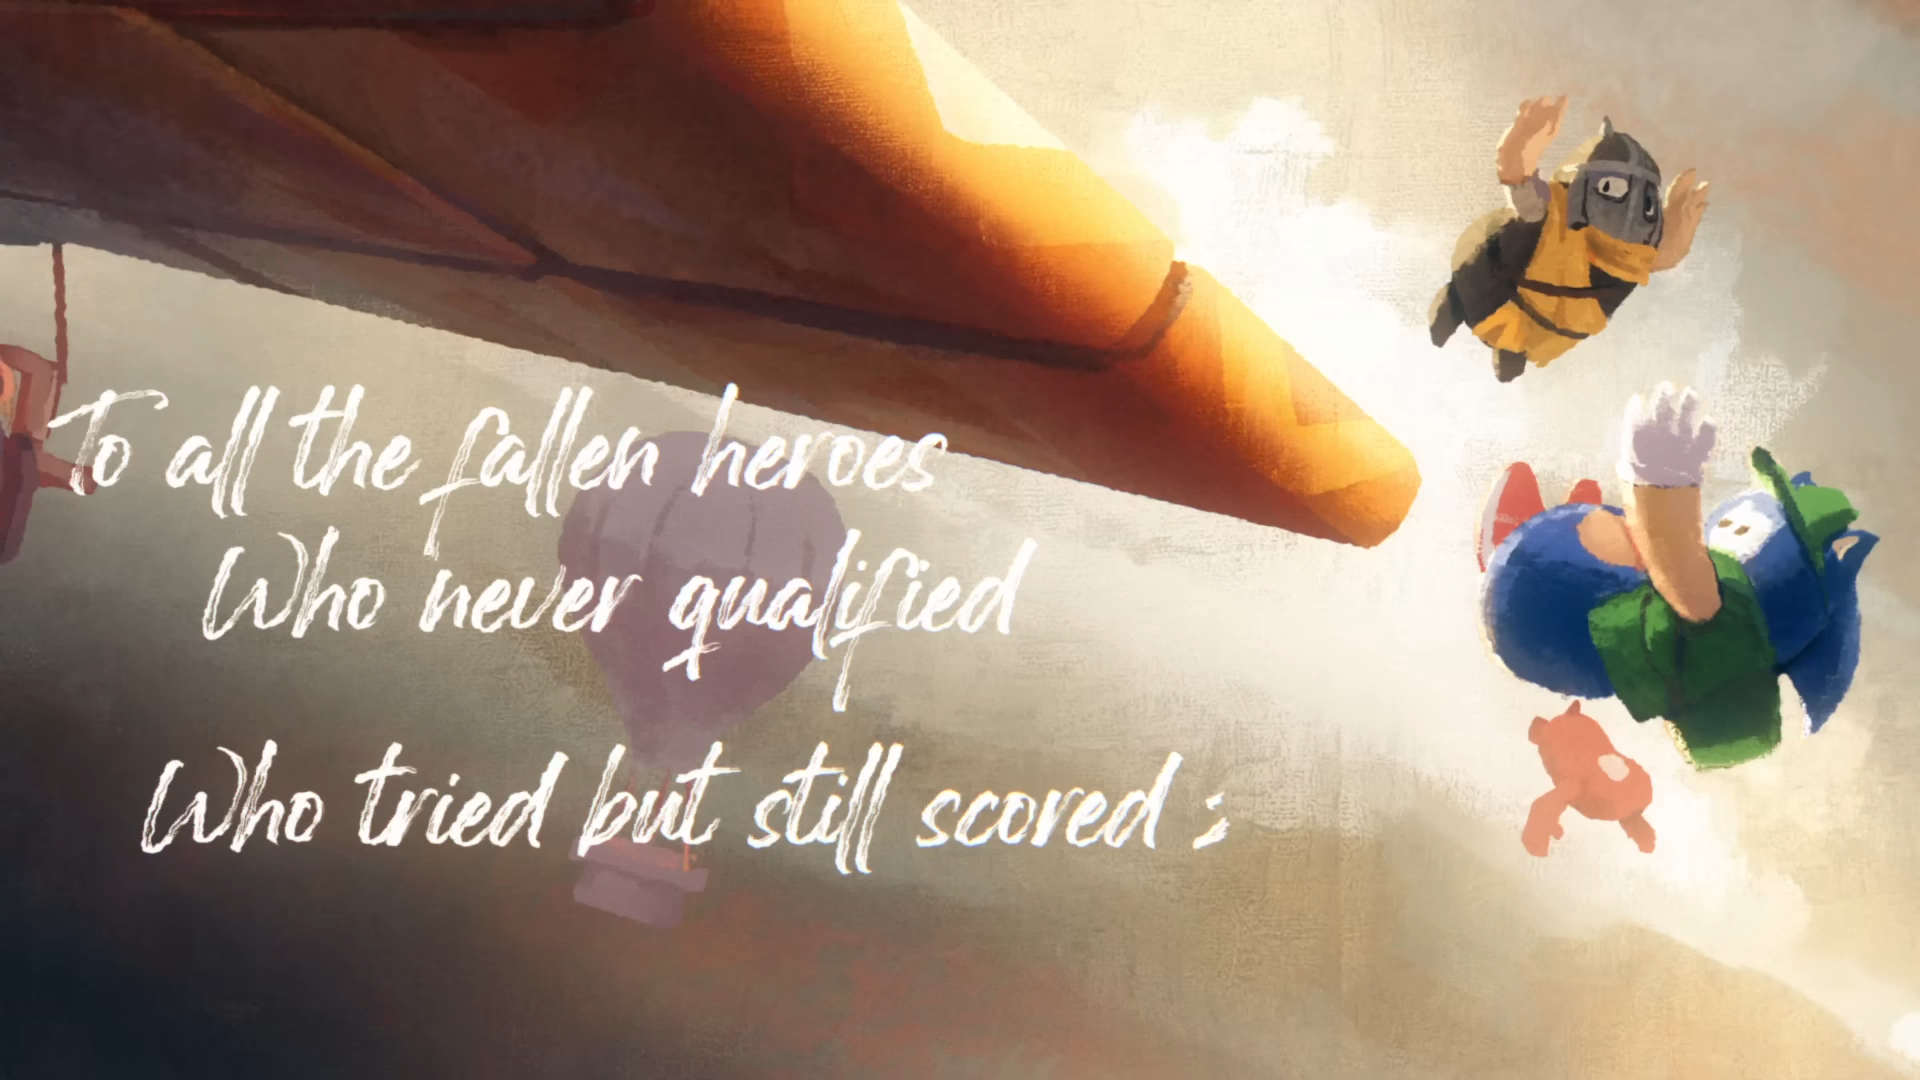 To all the fallen heroes
Who never qualified
Who tried but still scored